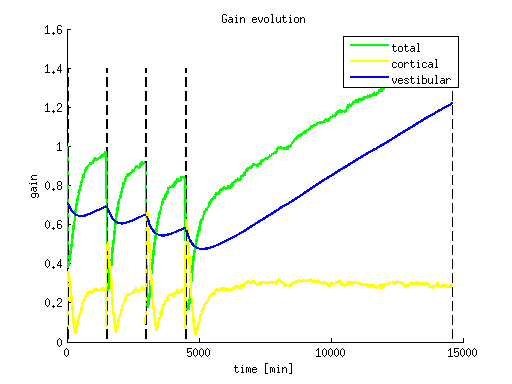 Gain evolution
1.6
1.4
1.2
1
0.8
0.6
0.4
0.2
0
gain
total
cortical
vestibular
0 5000 10000 15000
time [min]